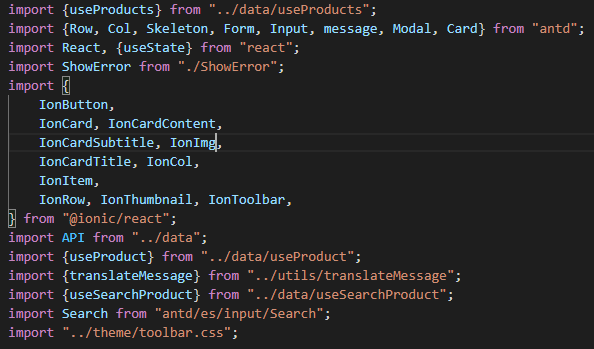 import {useProducts} from "../data/useProducts";
import {Row, Col, Skeleton, Form, Input, message, Modal, Card} from "antd";
import React, {useState} from "react";
import ShowError from "./ShowError";
import {
    IonButton,
    IonCard, IonCardContent,
    IonCardSubtitle, IonImg,
    IonCardTitle, IonCol,
    IonItem,
    IonRow, IonThumbnail, IonToolbar,
} from "@ionic/react";
import API from "../data";
import {useProduct} from "../data/useProduct";
import {translateMessage} from "../utils/translateMessage";
import {useSearchProduct} from "../data/useSearchProduct";
import Search from "antd/es/input/Search";
import "../theme/toolbar.css";